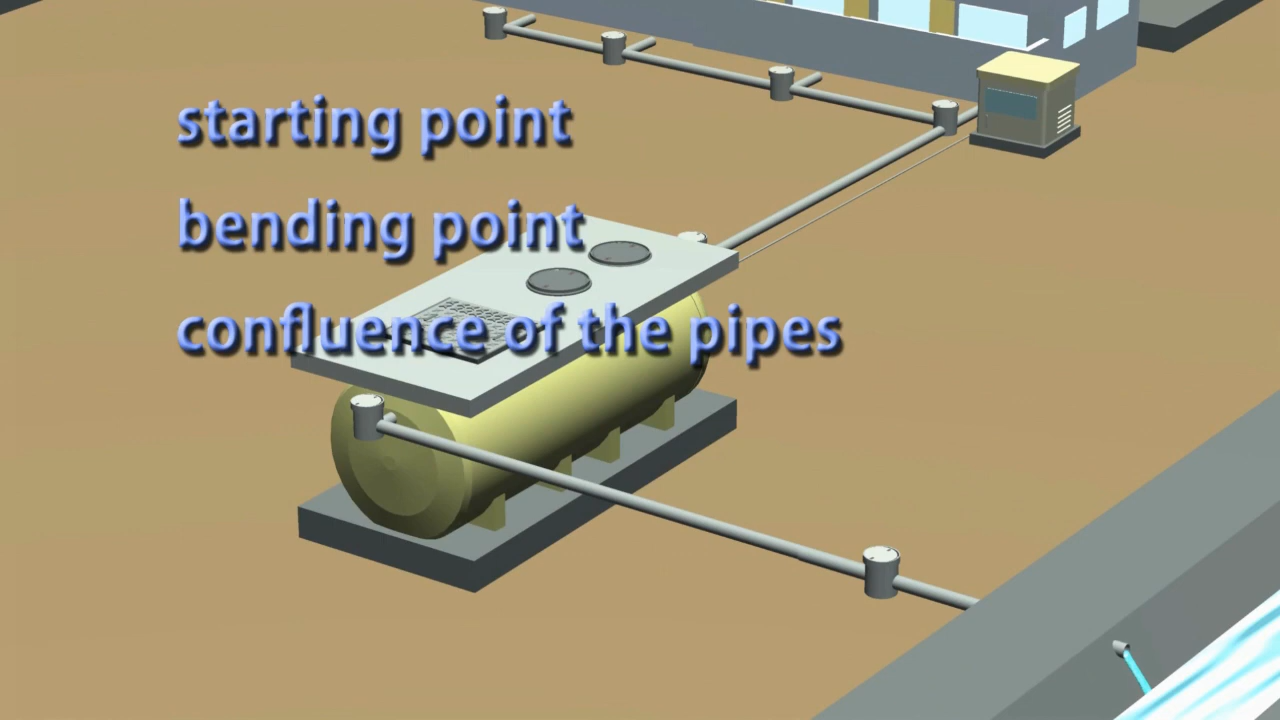 starting point
bending point
confluence of the pipes